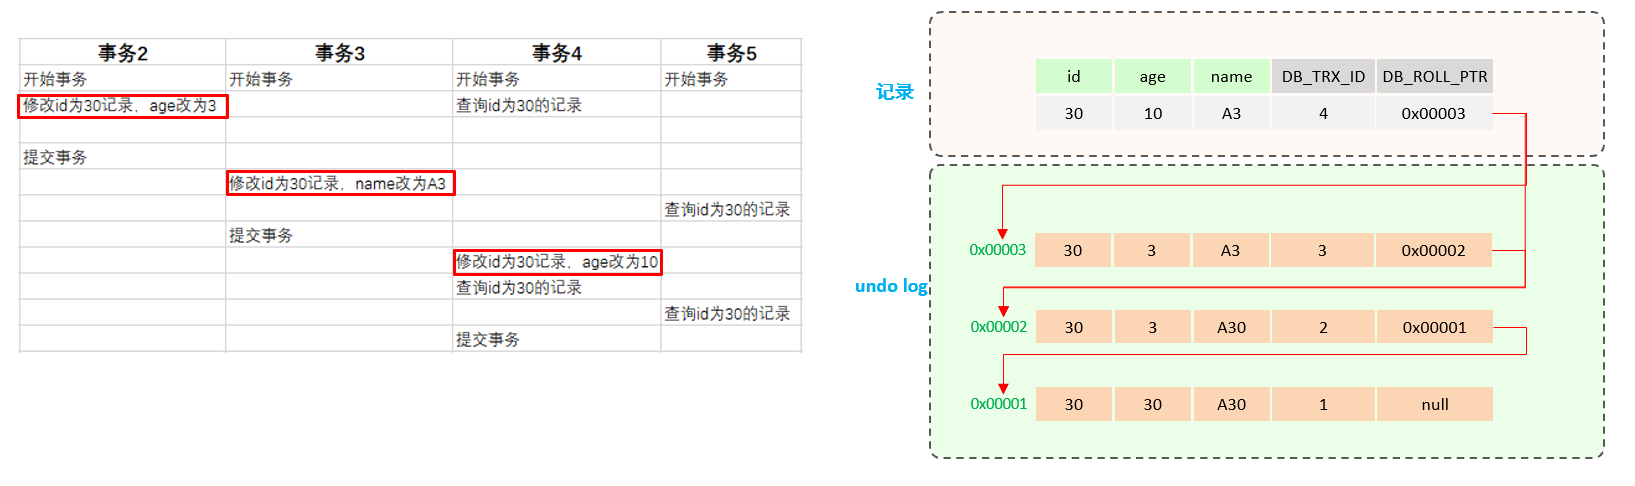 事务2 事务3 事务4 事务5
开始事务 开始事务 开始事务 开始事务
修改id为30记录，age改为3 查询id为30的记录
提交事务
修改id为30记录，name改为A3
查询id为30的记录
提交事务
修改id为30记录，age改为10
查询id为30的记录
查询id为30的记录
提交事务
记录
id age name DB_TRX_ID DB_ROLL_PTR
30 10 A3 4 0x00003
undo log
0x00003 30 3 A3 3 0x00002
0x00002 30 3 A30 2 0x00001
0x00001 30 30 A30 1 null